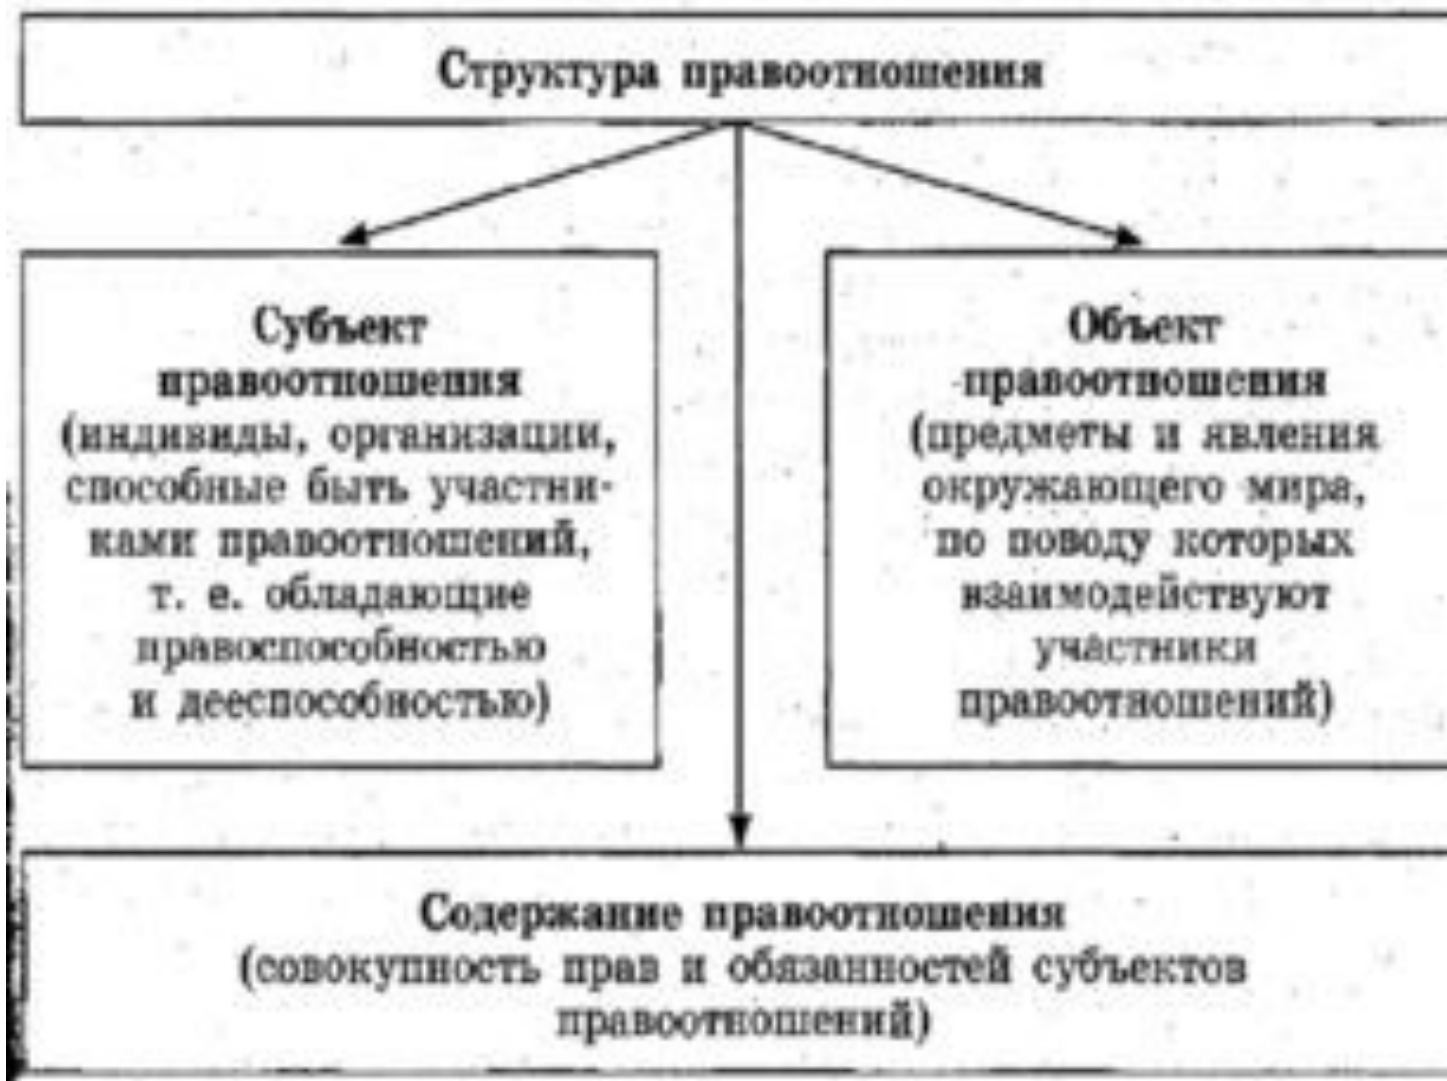 Структура правоотношения
Субъект
правоотношения
(индивиды, организации,
способные быть участни-
ками правоотношений,
т. е. обладающие
правоспособностью
и дееспособностью)
Объект
правоотношения
(предметы и явления
окружающего мира,
по поводу которых
взаимодействуют
участники
правоотношений)
Содержание правоотношения
(совокупность прав и обязанностей субъектов
правоотношений)